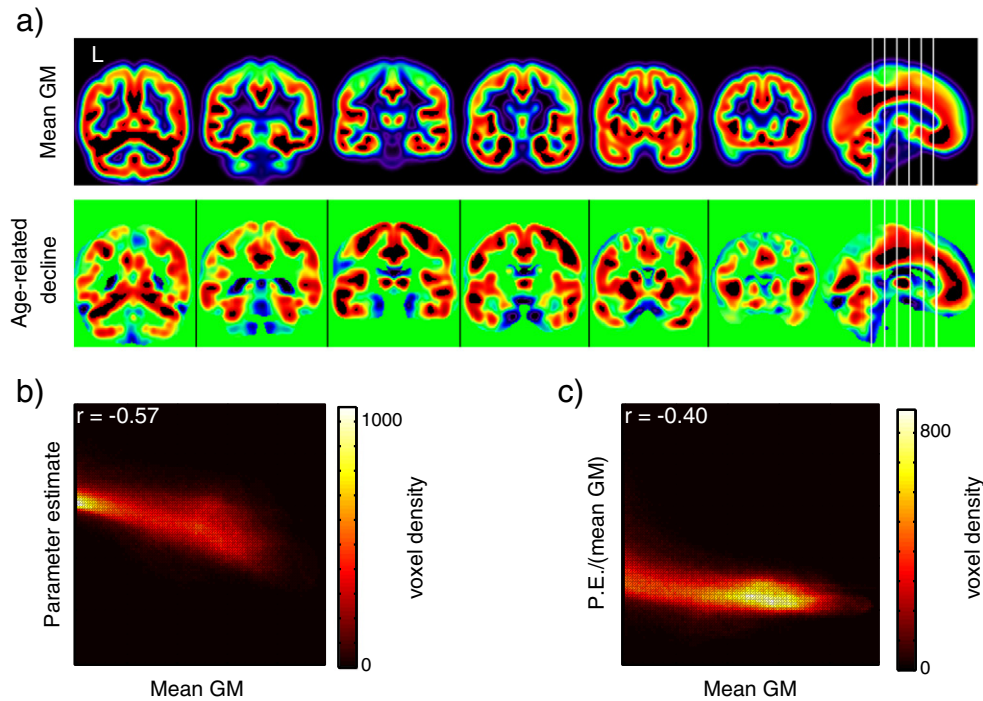 a)
Mean GM
L
Age-related
decline
b)
r = -0.57
Parameter estimate
Mean GM
1000
0
voxel density
c)
r = -0.40
P.E./(mean GM)
Mean GM
800
0
voxel density